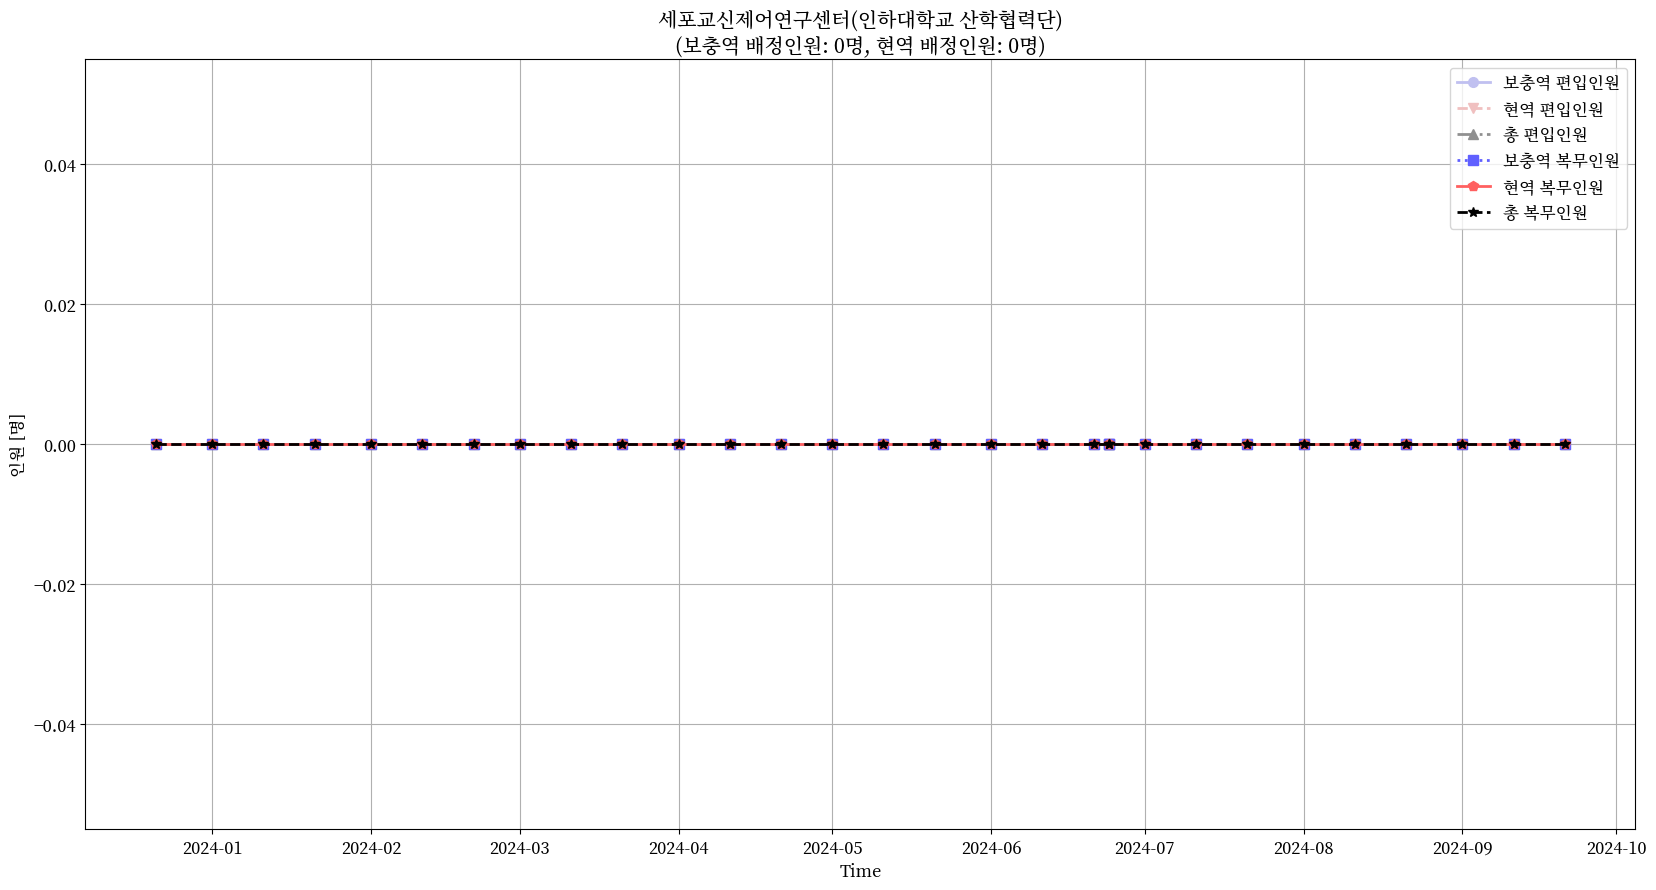 세포교신제어연구센터(인하대학교 산학협력단)
(보충역 배정인원: 0명, 현역 배정인원: 0명)
보충역 편입인원
현역 편입인원
총 편입인원
보충역 복무인원
현역 복무인원
총 복무인원
인원 [명]
0.04
0.02
0.00
−0.02
−0.04
2024-01 2024-02 2024-03 2024-04 2024-05 2024-06 2024-07 2024-08 2024-09 2024-10
Time